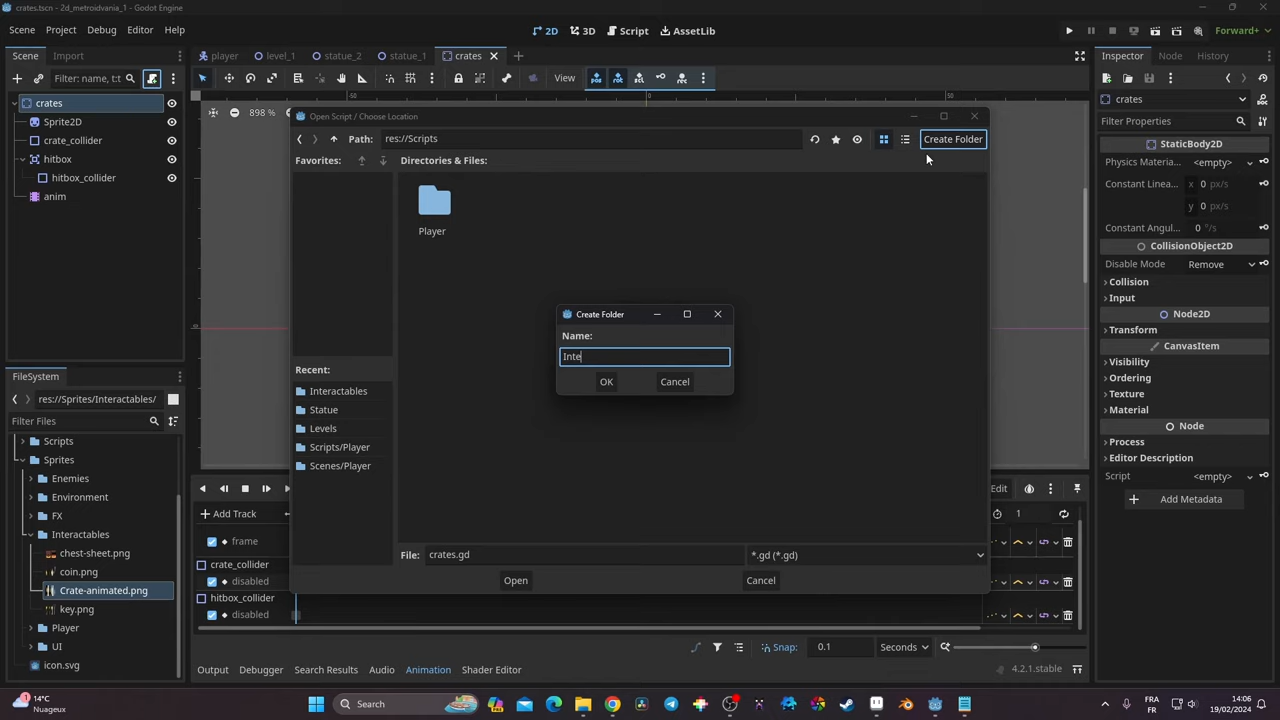 crates.tscn - 2d_metroidvania_1 - Godot Engine
Scene Project Debug Editor Help
2D 3D Script AssetLib
Forward+
Scene Import
player level_1 statue_2 statue_1 crates
Inspector Node History
Filter: name, t:t
View
crates
Sprite2D
crate_collider
hitbox
hitbox_collider
anim
-50 0 50
898 %
Open Script / Choose Location
Path: res://Scripts Create Folder
Favorites: Directories & Files:
Player
Create Folder
Name:
Inte
OK Cancel
Recent:
Interactables
Statue
Levels
Scripts/Player
Scenes/Player
File: crates.gd *.gd (*.gd)
Open Cancel
crates
Filter Properties
StaticBody2D
Physics Materia... <empty>
Constant Linea... x 0 px/s
y 0 px/s
Constant Angul... 0 °/s
CollisionObject2D
Disable Mode Remove
Collision
Input
Node2D
Transform
CanvasItem
Visibility
Ordering
Texture
Material
Node
Process
Editor Description
Script <empty>
Add Metadata
FileSystem
res://Sprites/Interactables/
Filter Files
Scripts
Sprites
Enemies
Environment
FX
Interactables
chest-sheet.png
coin.png
Crate-animated.png
key.png
Player
UI
icon.svg
Edit
Add Track 1
frame
crate_collider
disabled
hitbox_collider
disabled
Snap: 0.1 Seconds
Output Debugger Search Results Audio Animation Shader Editor
4.2.1.stable
14°C
Nuageux
Search
FRA
FR
14:06
19/02/2024